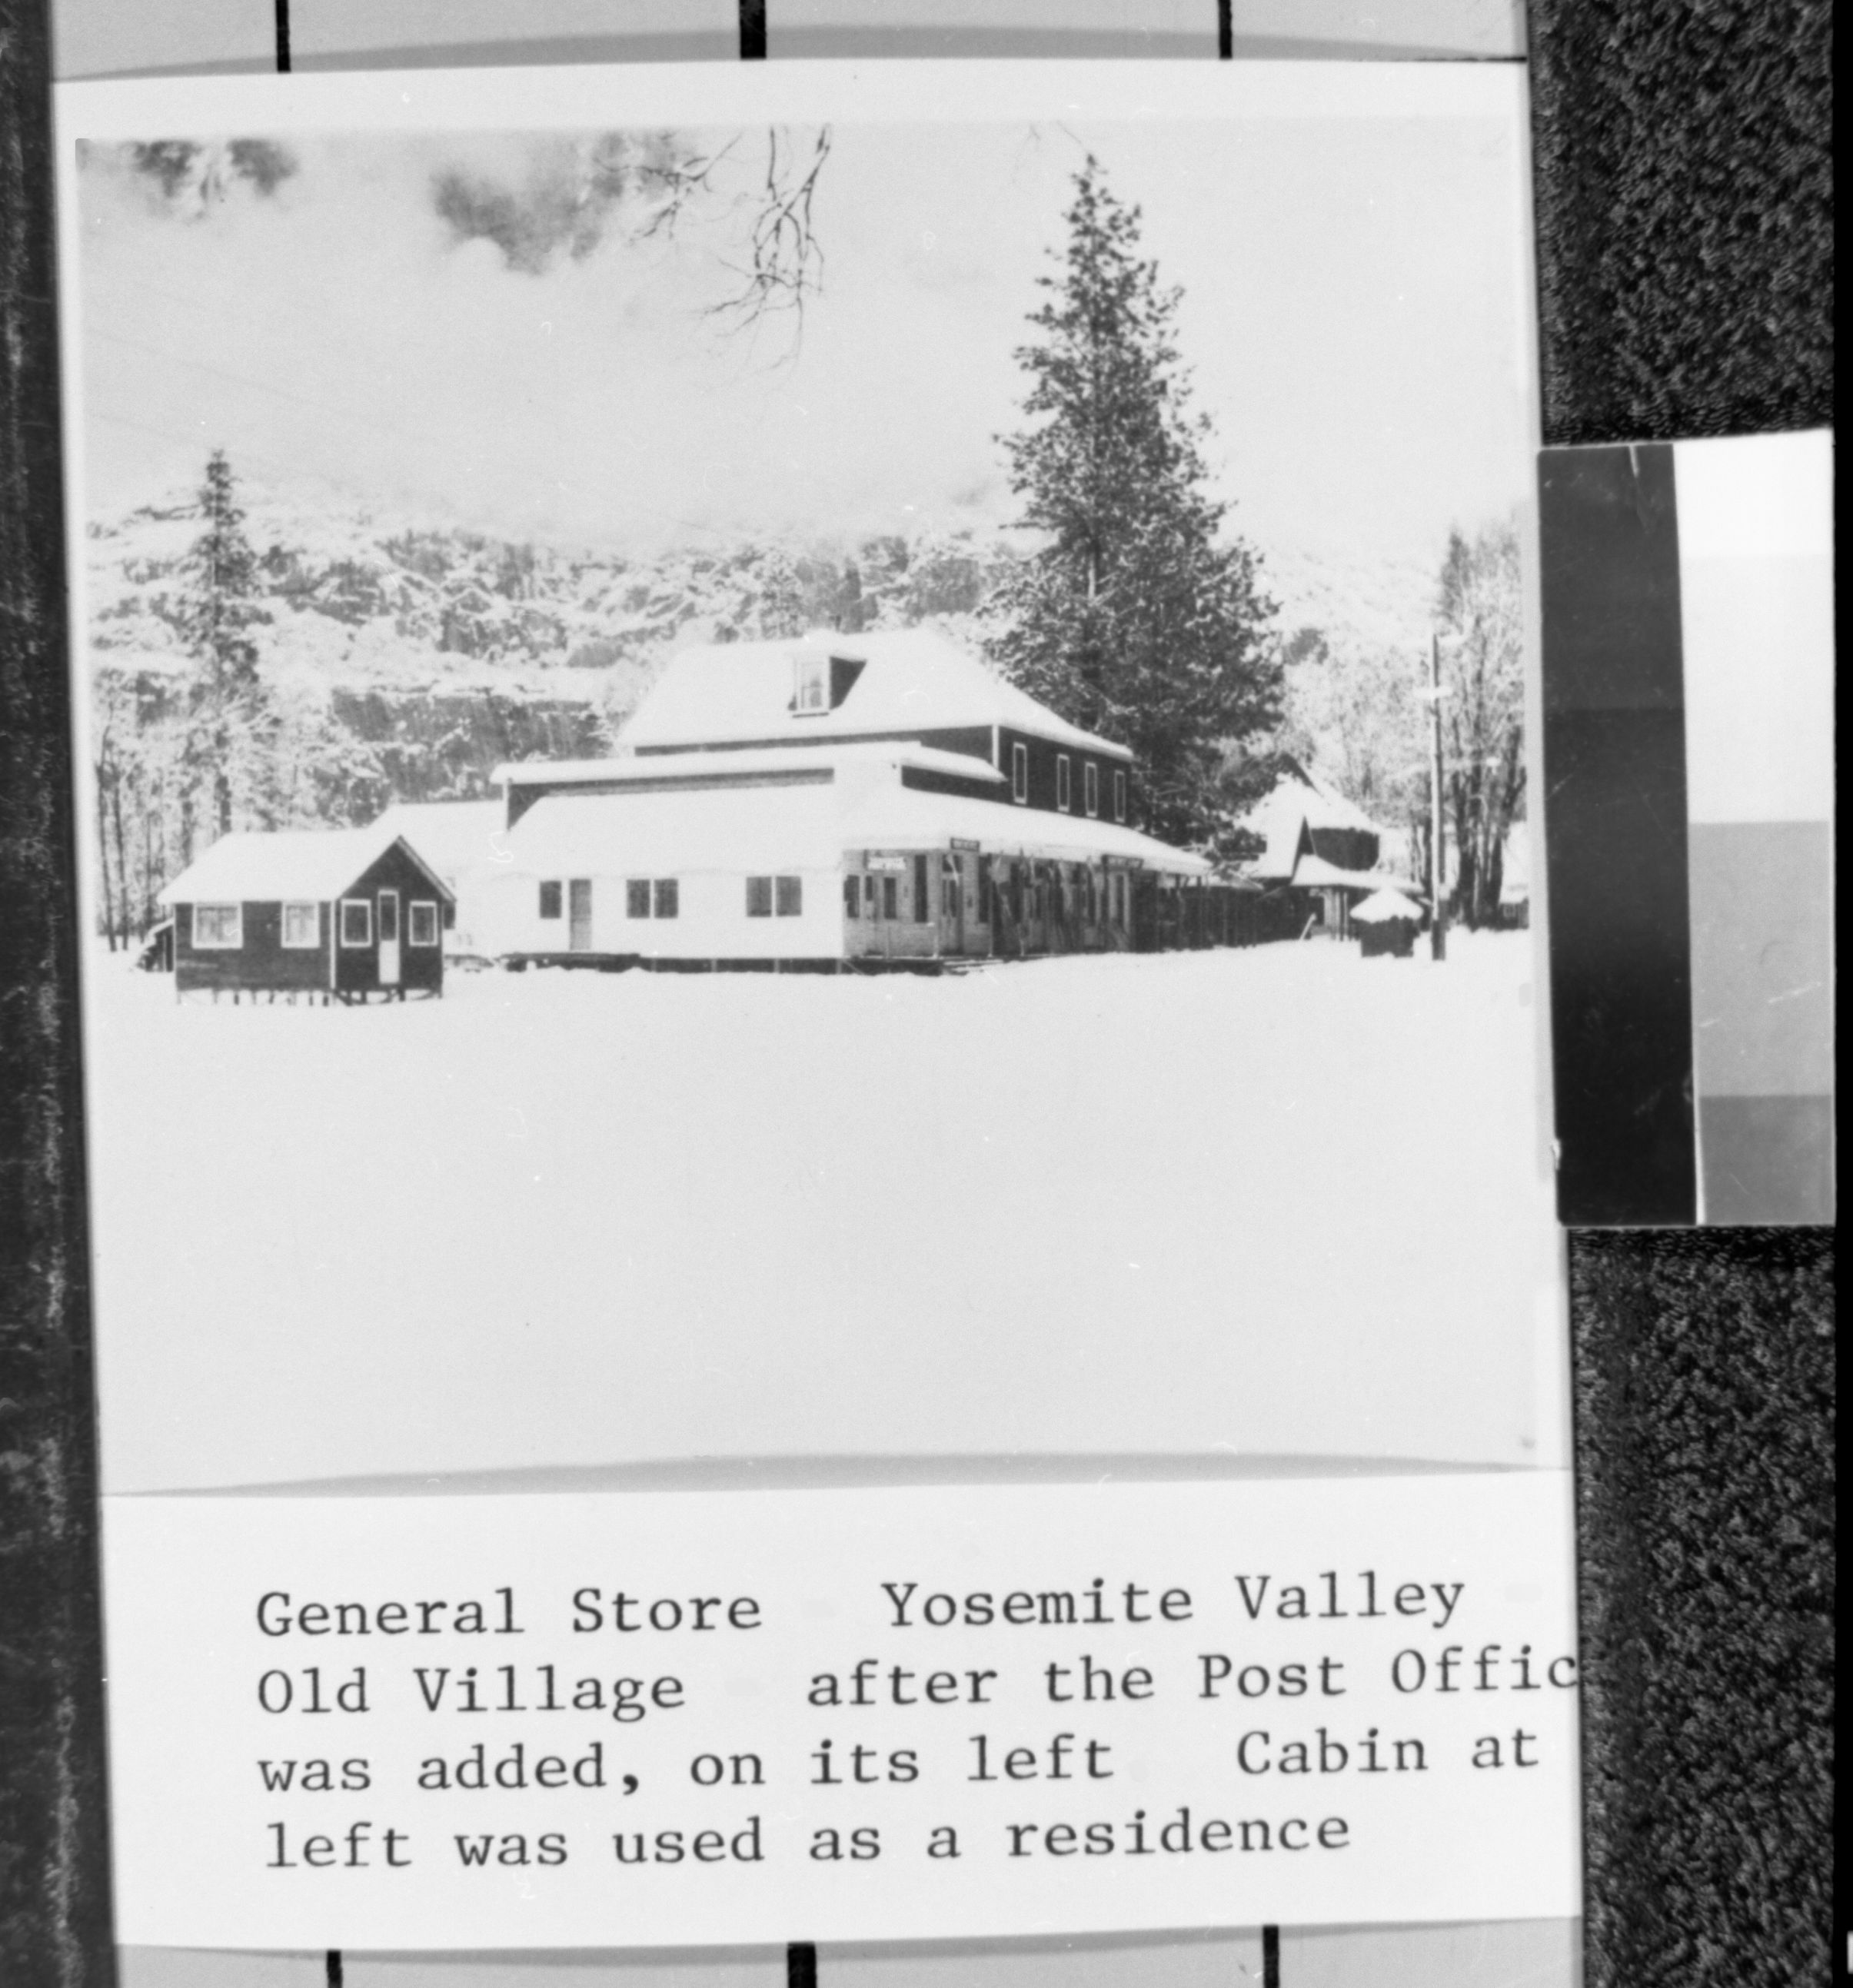 General Store Yosemite Valley
Old Village after the Post Offic
was added, on its left Cabin at
left was used as a residence